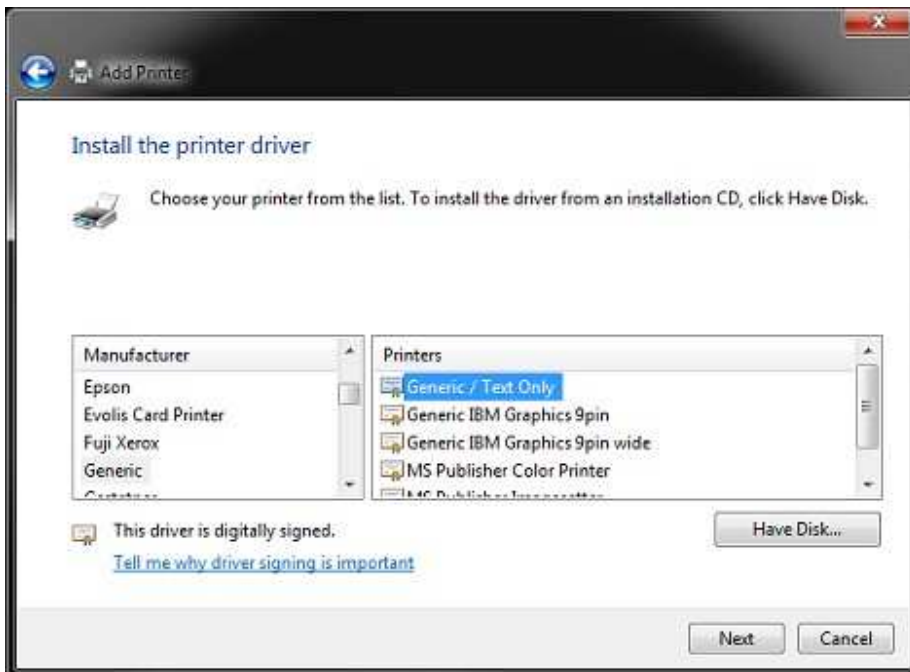 Add Printer
Install the printer driver
Choose your printer from the list. To install the driver from an installation CD, click Have Disk.
Manufacturer
Epson
Evolis Card Printer
Fuji Xerox
Generic
Printers
Generic / Text Only
Generic IBM Graphics 9pin
Generic IBM Graphics 9pin wide
MS Publisher Color Printer
MS Publisher Imagesetter
This driver is digitally signed.
Tell me why driver signing is important
Have Disk...
Next
Cancel